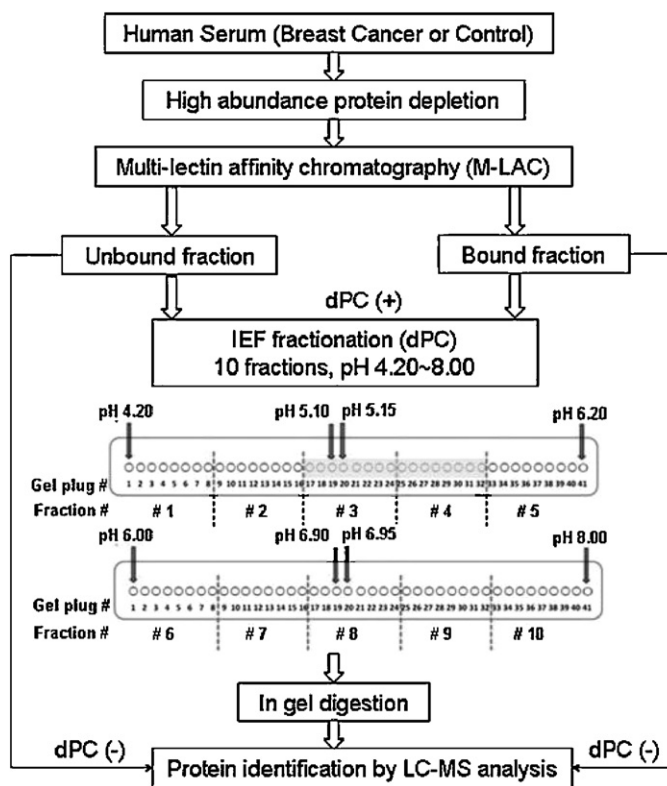 Human Serum (Breast Cancer or Control)
High abundance protein depletion
Multi-lectin affinity chromatography (M-LAC)
Unbound fraction
Bound fraction
dPC (+)
IEF fractionation (dPC)
10 fractions, pH 4.20~8.00
pH 4.20 pH 5.10 pH 5.15 pH 6.20
Gel plug # 1 2 3 4 5 6 7 8 9 10 11 12 13 14 15 16 17 18 19 20 21 22 23 24 25 26 27 28 29 30 31 32 33 34 35 36 37 38 39 40 41
Fraction # # 1 # 2 # 3 # 4 # 5
pH 6.00 pH 6.90 pH 6.95 pH 8.00
Gel plug # 1 2 3 4 5 6 7 8 9 10 11 12 13 14 15 16 17 18 19 20 21 22 23 24 25 26 27 28 29 30 31 32 33 34 35 36 37 38 39 40 41
Fraction # # 6 # 7 # 8 # 9 # 10
In gel digestion
dPC (-) dPC (-)
Protein identification by LC-MS analysis